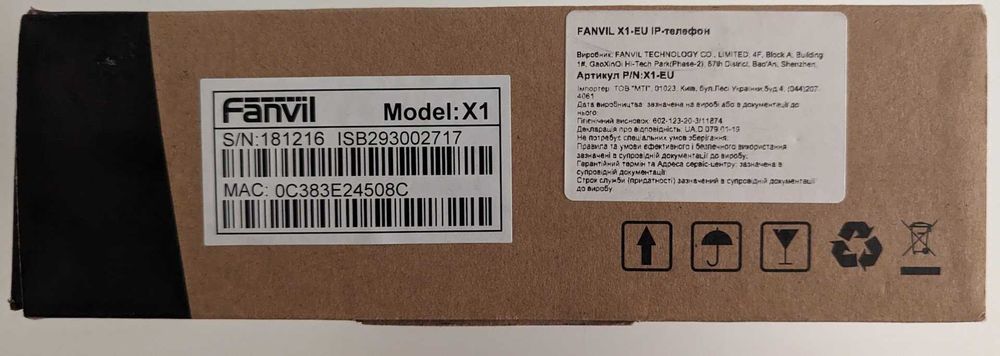 Fanvil Model:X1
S/N:181216 ISB293002717
MAC: 0C383E24508C
FANVIL X1-EU IP-телефон
Виробник: FANVIL TECHNOLOGY CO., LIMITED, 4F, Block A, Building
1#, GaoXinQi Hi-Tech Park(Phase-2), 67th District, Bao'An, Shenzhen,
Артикул P/N:X1-EU
Імпортер: ТОВ "МТІ", 01023, Київ, бул.Лесі Українки,буд.4, (044)207-
4061
Дата виробництва: зазначена на виробі або в документації до
нього.
Гігієнічний висновок: 602-123-20-3/11874
Декларація про відповідність: UA.D.079.01-19
Не потребує спеціальних умов зберігання.
Правила та умови ефективного і безпечного використання
зазначені в супровідній документації до виробу.
Гарантійний термін та Адреса сервіс-центру: зазначена в
супровідній документації.
Строк служби (придатності) зазначений в супровідній документації
до виробу.